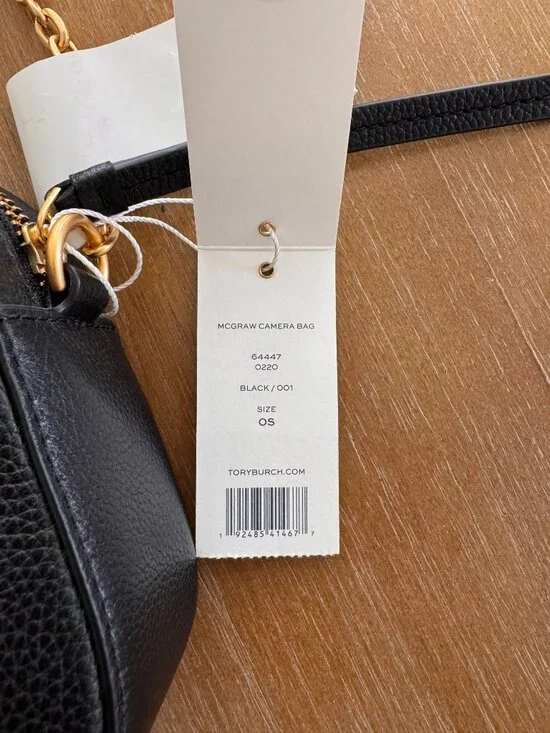 MCGRAW CAMERA BAG
64447
0220
BLACK / 001
SIZE
OS
TORYBURCH.COM
1 92485 41467 7